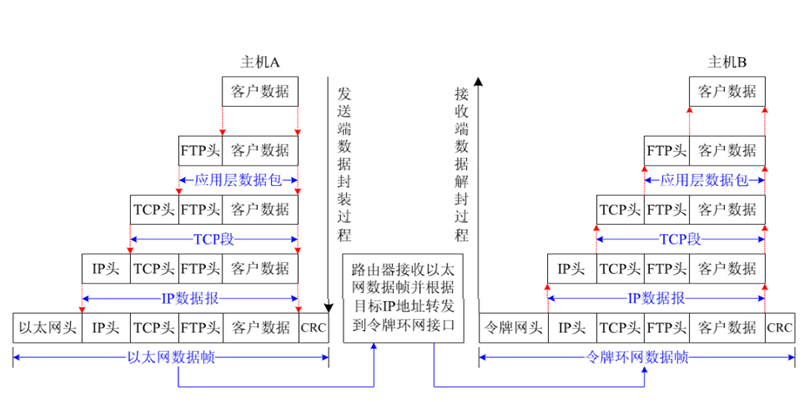 主机A
客户数据
FTP头 客户数据
应用层数据包
TCP头 FTP头 客户数据
TCP段
IP头 TCP头 FTP头 客户数据
IP数据报
以太网头 IP头 TCP头 FTP头 客户数据 CRC
以太网数据帧
发送端数据封装过程
路由器接收以太
网数据帧并根据
目标IP地址转发
到令牌环网接口
接收端数据解封过程
主机B
客户数据
FTP头 客户数据
应用层数据包
TCP头 FTP头 客户数据
TCP段
IP头 TCP头 FTP头 客户数据
IP数据报
令牌网头 IP头 TCP头 FTP头 客户数据 CRC
令牌环网数据帧